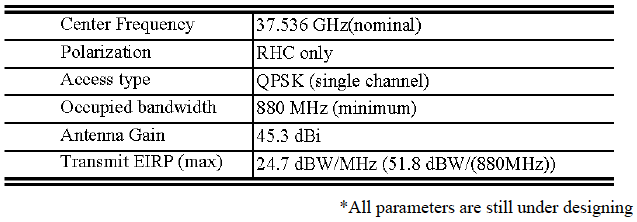 Center Frequency 37.536 GHz(nominal)
Polarization RHC only
Access type QPSK (single channel)
Occupied bandwidth 880 MHz (minimum)
Antenna Gain 45.3 dBi
Transmit EIRP (max) 24.7 dBW/MHz (51.8 dBW/(880MHz))
*All parameters are still under designing